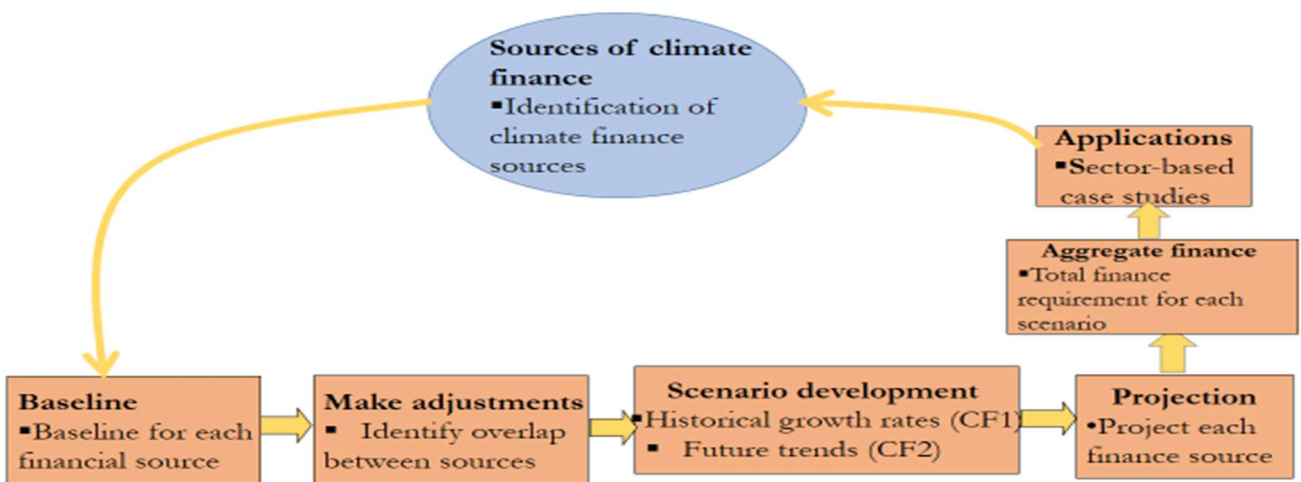 Sources of climate
finance
▪Identification of
climate finance
sources
Applications
▪Sector-based
case studies
Aggregate finance
▪Total finance
requirement for each
scenario
Baseline
▪Baseline for each
financial source
Make adjustments
▪ Identify overlap
between sources
Scenario development
▪Historical growth rates (CF1)
▪ Future trends (CF2)
Projection
•Project each
finance source